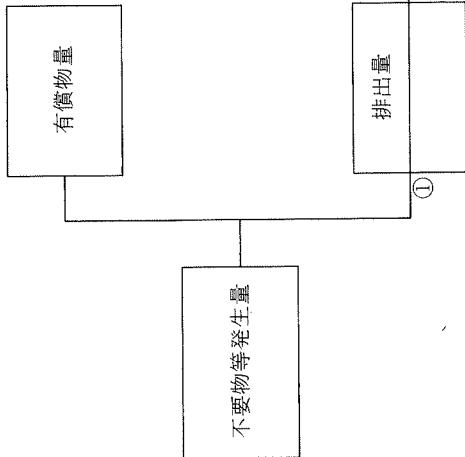 不要物等発生量
有償物量
①
排出量